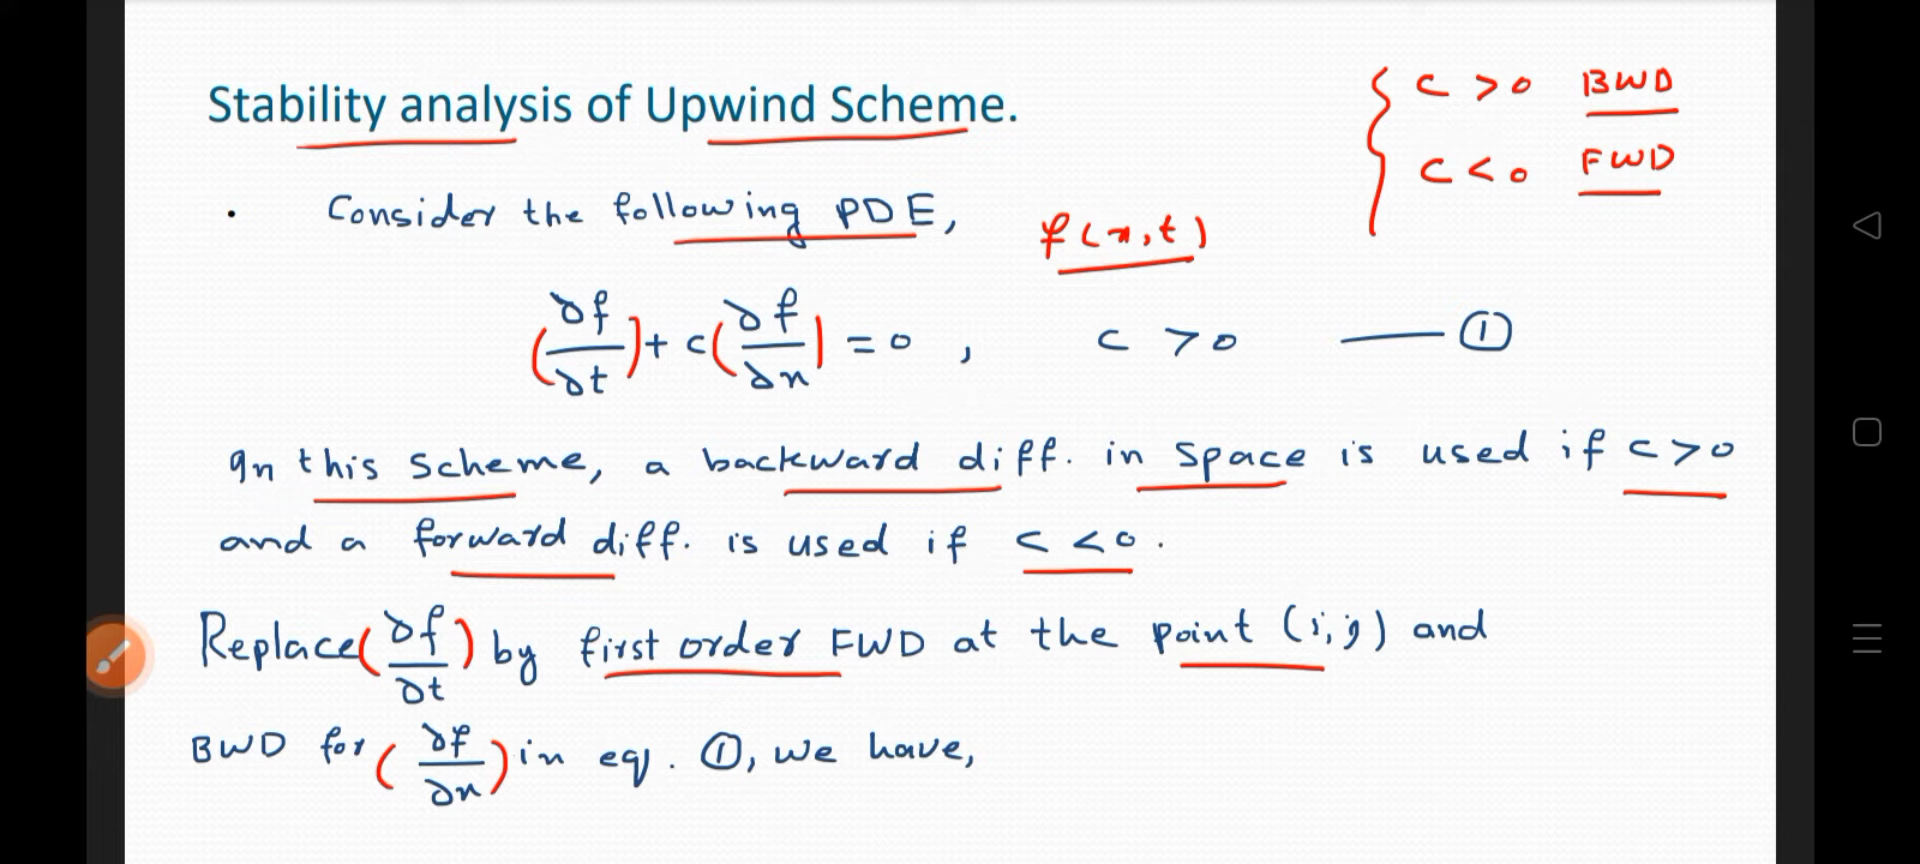 Stability analysis of Upwind Scheme.
{ c > 0 BWD
c < 0 FWD
• Consider the following PDE,
f(x,t)
(∂f/∂t) + c(∂f/∂x) = 0 , c > 0 —— ①
In this scheme, a backward diff. in space is used if c > 0
and a forward diff. is used if c < 0 .
Replace (∂f/∂t) by first order FWD at the point (i,j) and
BWD for (∂f/∂x) in eq. ①, we have,